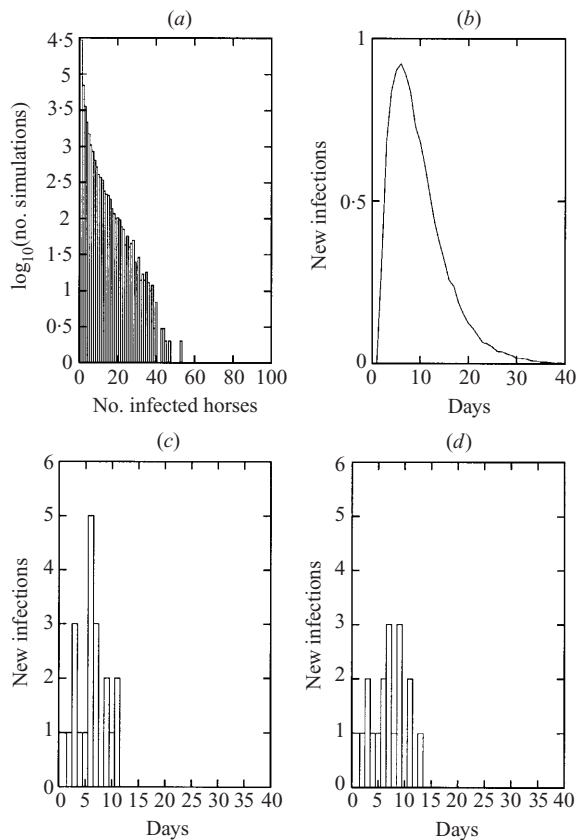 (a)
4·5
5
3·5
3
2·5
2
1·5
1
0·5
0
log10(no. simulations)
0 20 40 60 80 100
No. infected horses
(b)
1
0·5
0
New infections
0 10 20 30 40
Days
(c)
6
5
4
3
2
1
0
New infections
0 5 10 15 20 25 30 35 40
Days
(d)
6
5
4
3
2
1
0
New infections
0 5 10 15 20 25 30 35 40
Days